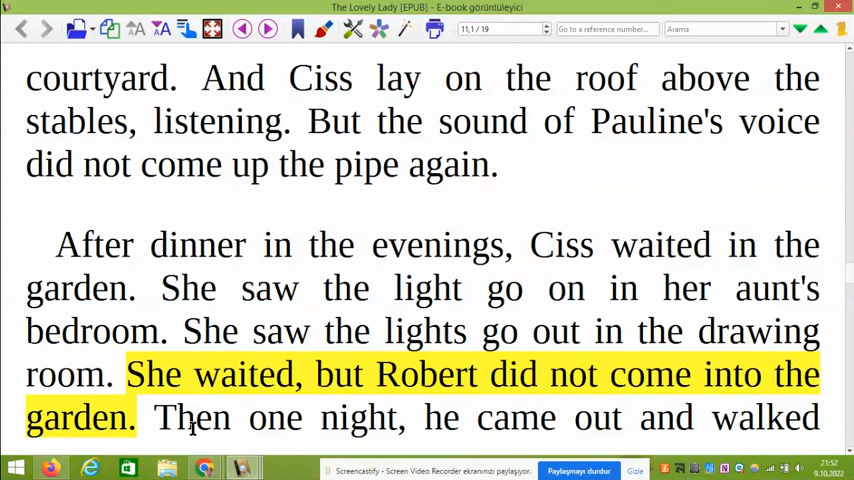 The Lovely Lady [EPUB] - E-book görüntüleyici
11,1 / 19
Go to a reference number...
Arama
courtyard. And Ciss lay on the roof above the
stables, listening. But the sound of Pauline's voice
did not come up the pipe again.
After dinner in the evenings, Ciss waited in the
garden. She saw the light go on in her aunt's
bedroom. She saw the lights go out in the drawing
room. She waited, but Robert did not come into the
garden. Then one night, he came out and walked
Screencastify - Screen Video Recorder ekranınızı paylaşıyor.
Paylaşmayı durdur
Gizle
21:52
9.10.2022